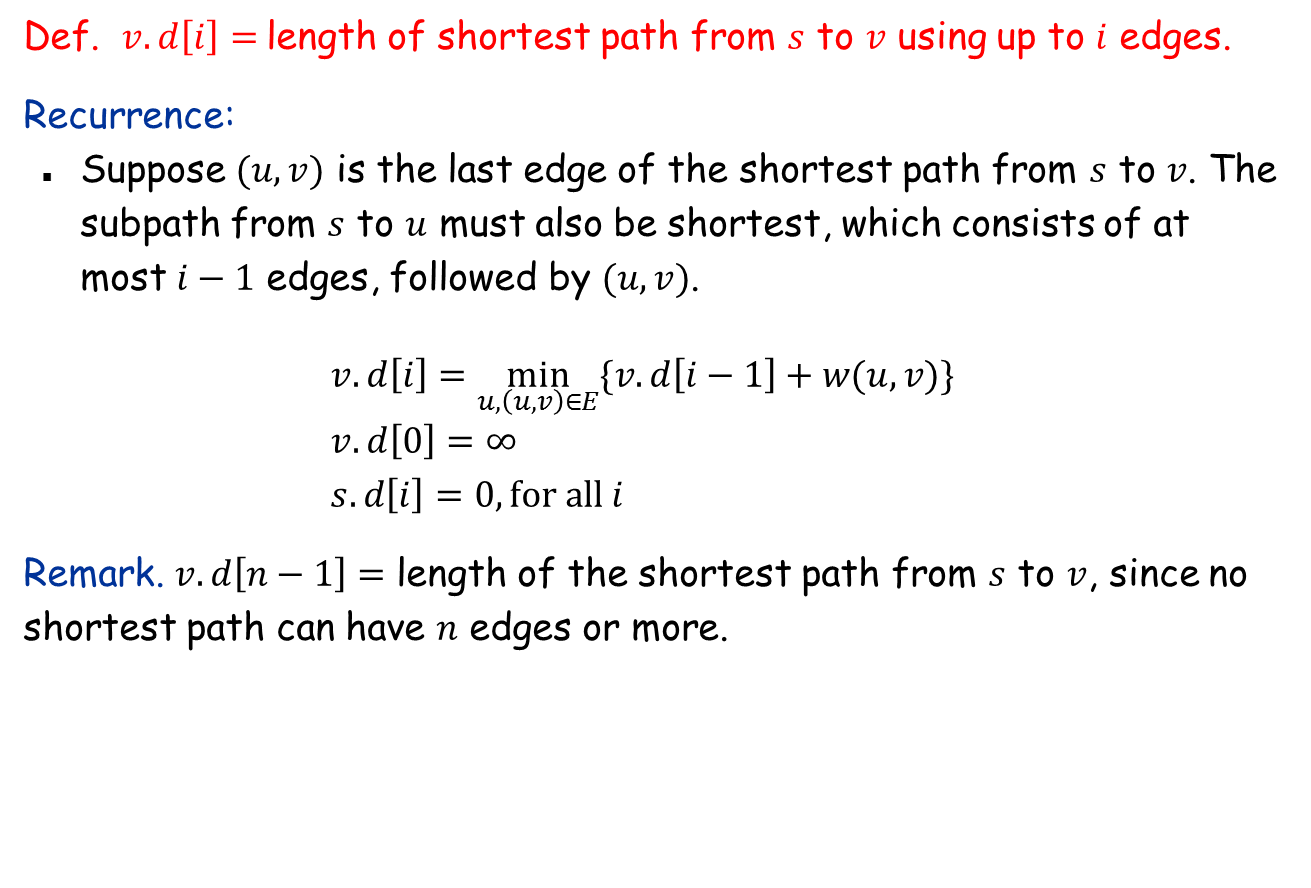 Def. v.d[i] = length of shortest path from s to v using up to i edges.
Recurrence:
▪ Suppose (u, v) is the last edge of the shortest path from s to v. The
subpath from s to u must also be shortest, which consists of at
most i − 1 edges, followed by (u, v).
v.d[i] = min {v.d[i − 1] + w(u, v)}
u,(u,v)∈E
v.d[0] = ∞
s.d[i] = 0, for all i
Remark. v.d[n − 1] = length of the shortest path from s to v, since no
shortest path can have n edges or more.